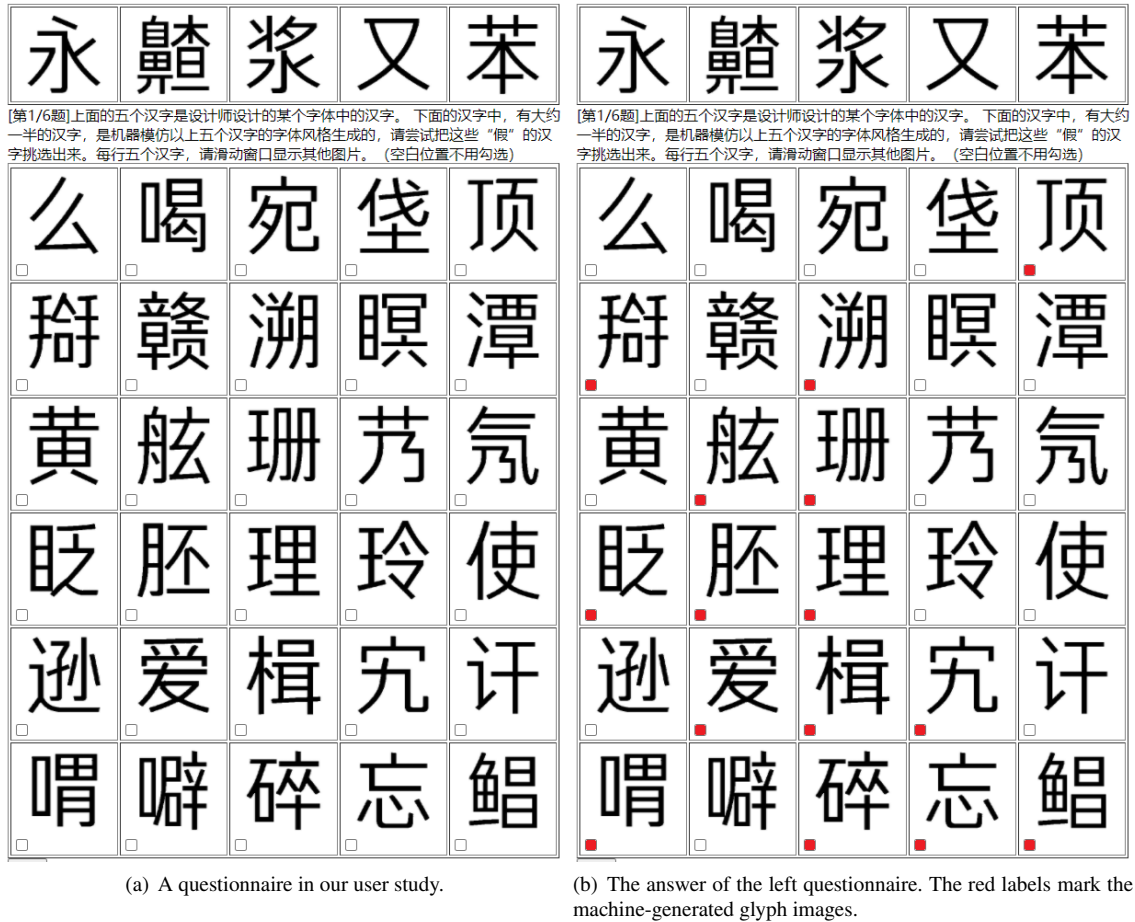 永 齄 浆 又 苯
[第1/6题]上面的五个汉字是设计师设计的某个字体中的汉字。 下面的汉字中，有大约
一半的汉字，是机器模仿以上五个汉字的字体风格生成的，请尝试把这些“假”的汉
字挑选出来。每行五个汉字，请滑动窗口显示其他图片。（空白位置不用勾选）
么 喝 宛 垡 顶
赣 溯 瞑 潭
黄 舷 珊 艿
眨 胚 理 玲 使
逊 爱 楫 宄 讦
喟 噼 碎 忘 鲳
(a) A questionnaire in our user study.
永 齄 浆 又 苯
[第1/6题]上面的五个汉字是设计师设计的某个字体中的汉字。 下面的汉字中，有大约
一半的汉字，是机器模仿以上五个汉字的字体风格生成的，请尝试把这些“假”的汉
字挑选出来。每行五个汉字，请滑动窗口显示其他图片。（空白位置不用勾选）
么 喝 宛 垡 顶
赣 溯 瞑 潭
黄 舷 珊 艿
眨 胚 理 玲 使
逊 爱 楫 宄 讦
喟 噼 碎 忘 鲳
(b) The answer of the left questionnaire. The red labels mark the
machine-generated glyph images.